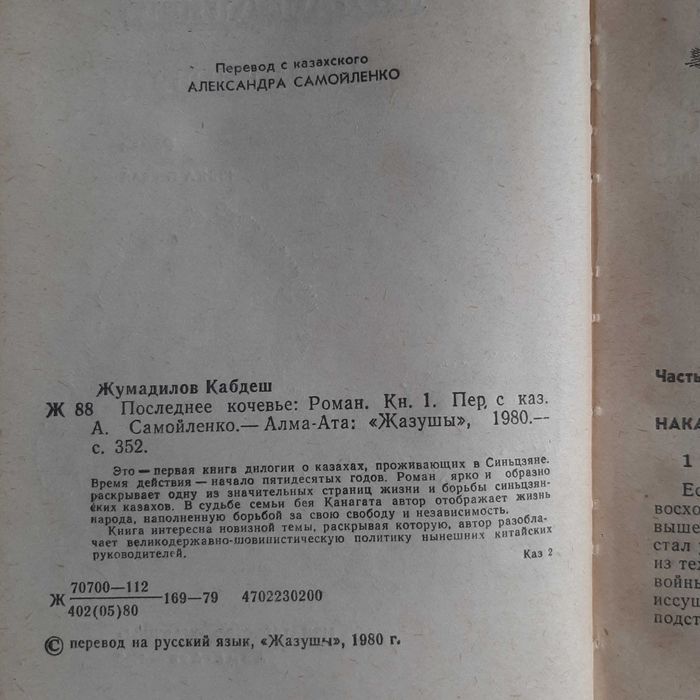 Перевод с казахского
АЛЕКСАНДРА САМОЙЛЕНКО
Жумадилов Кабдеш
Ж 88 Последнее кочевье: Роман. Кн. 1. Пер. с каз.
А. Самойленко.— Алма-Ата: «Жазушы», 1980.—
с. 352.
Это — первая книга дилогии о казахах, проживающих в Синьцзяне.
Время действия — начало пятидесятых годов. Роман ярко и образно
раскрывает одну из значительных страниц жизни и борьбы синьцзян-
ских казахов. В судьбе семьи бея Канагата автор отображает жизнь
народа, наполненную борьбой за свою свободу и независимость.
Книга интересна новизной темы, раскрывая которую, автор разобла-
чает великодержавно-шовинистическую политику нынешних китайских
руководителей.
Каз 2
Ж 70700—112
402(05)80 169—79 4702230200
© перевод на русский язык, «Жазушы», 1980 г.
Часть
НАКА
1
Ес
восхо
выше
стал
из тех
войны
иссуш
подст